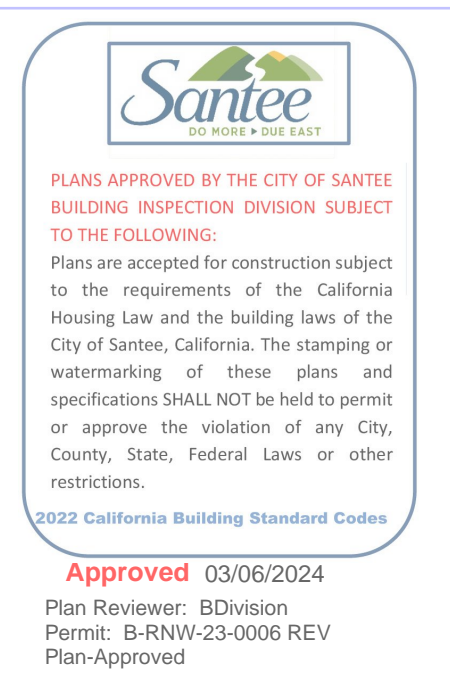 Santee
DO MORE ▸ DUE EAST
PLANS APPROVED BY THE CITY OF SANTEE
BUILDING INSPECTION DIVISION SUBJECT
TO THE FOLLOWING:
Plans are accepted for construction subject
to the requirements of the California
Housing Law and the building laws of the
City of Santee, California. The stamping or
watermarking of these plans and
specifications SHALL NOT be held to permit
or approve the violation of any City,
County, State, Federal Laws or other
restrictions.
2022 California Building Standard Codes
Approved 03/06/2024
Plan Reviewer: BDivision
Permit: B-RNW-23-0006 REV
Plan-Approved